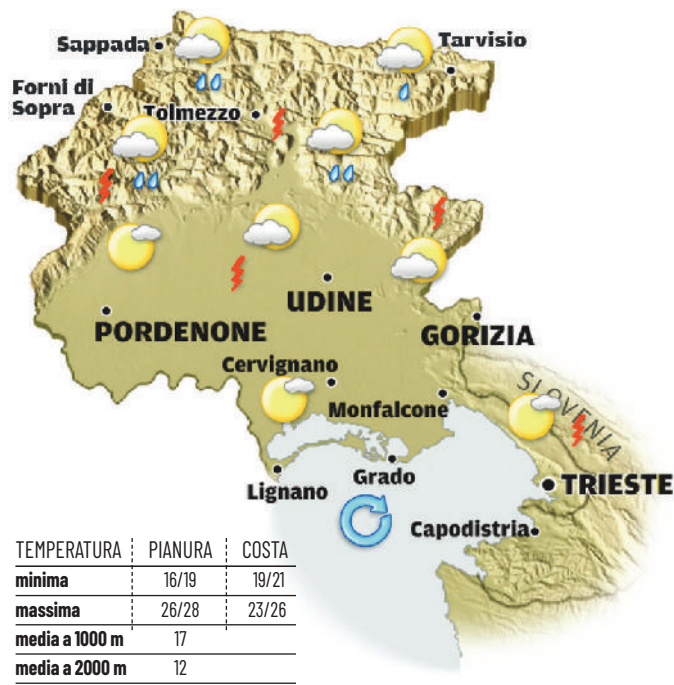 Sappada
Tarvisio
Forni di
Sopra
Tolmezzo
UDINE
PORDENONE
GORIZIA
Cervignano
Monfalcone
SLOVENIA
Lignano
Grado
TRIESTE
Capodistria
TEMPERATURA PIANURA COSTA
minima 16/19 19/21
massima 26/28 23/26
media a 1000 m 17
media a 2000 m 12